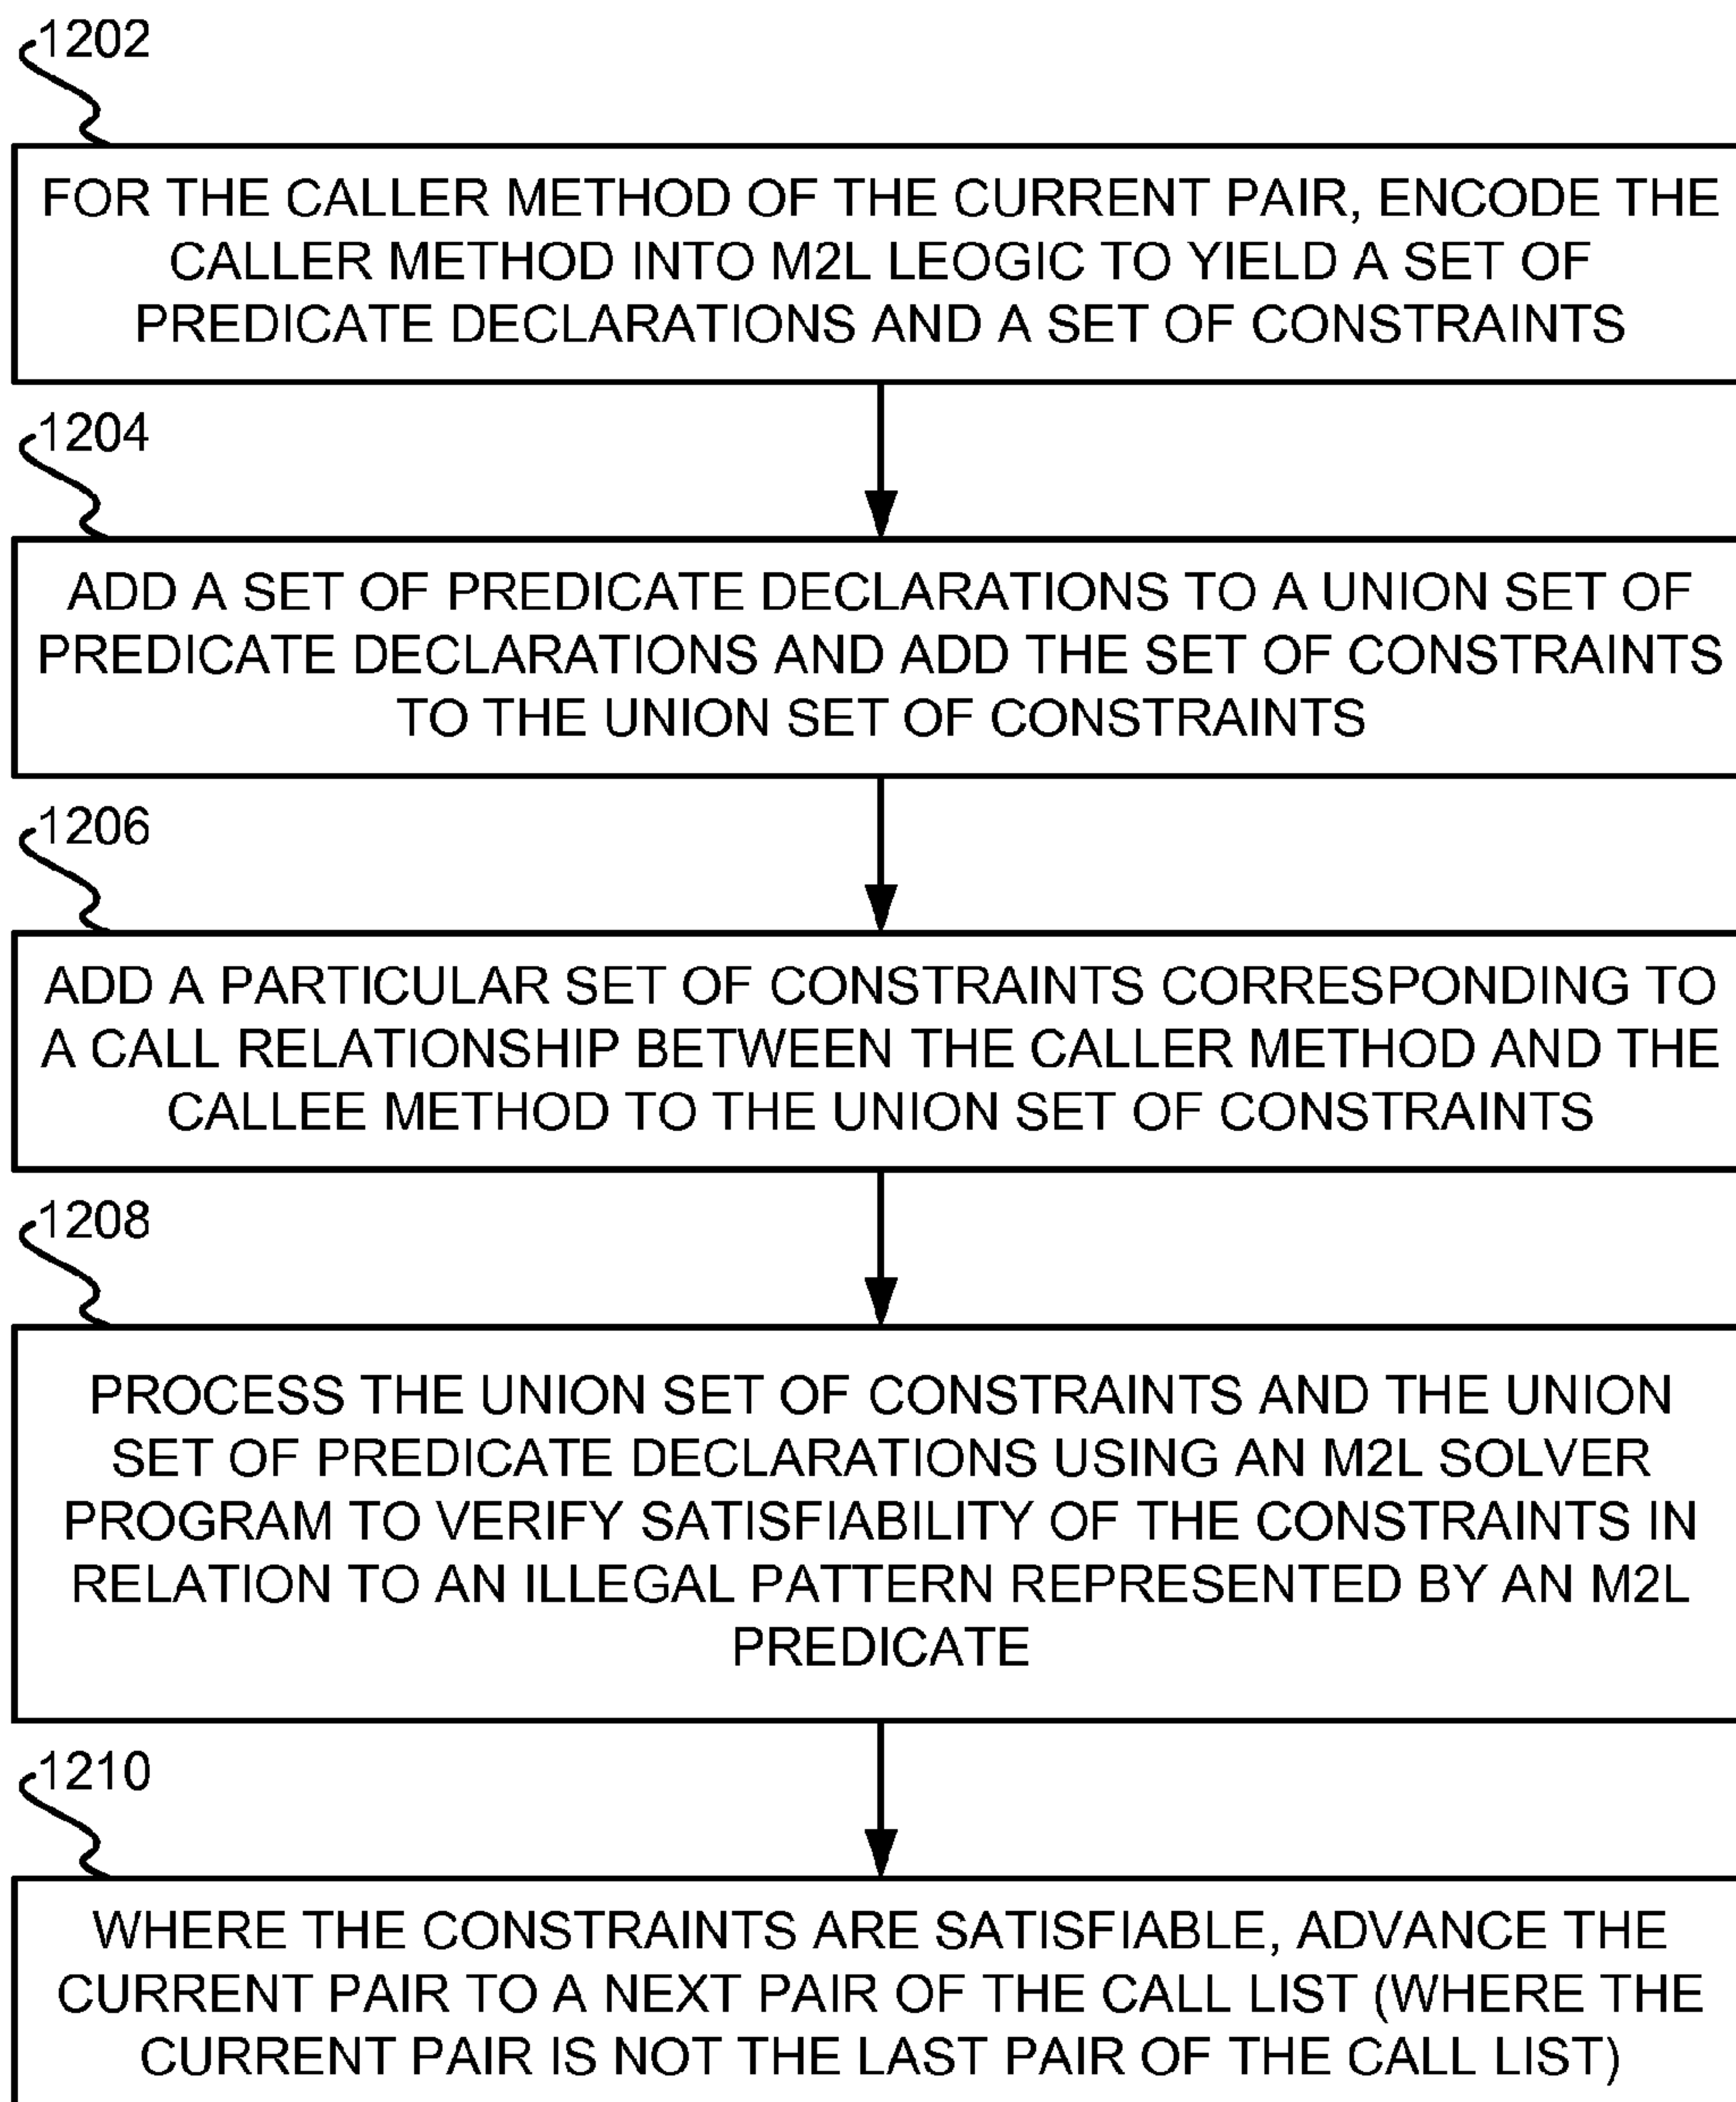 1202
FOR THE CALLER METHOD OF THE CURRENT PAIR, ENCODE THE
CALLER METHOD INTO M2L LEOGIC TO YIELD A SET OF
PREDICATE DECLARATIONS AND A SET OF CONSTRAINTS
1204
ADD A SET OF PREDICATE DECLARATIONS TO A UNION SET OF
PREDICATE DECLARATIONS AND ADD THE SET OF CONSTRAINTS
TO THE UNION SET OF CONSTRAINTS
1206
ADD A PARTICULAR SET OF CONSTRAINTS CORRESPONDING TO
A CALL RELATIONSHIP BETWEEN THE CALLER METHOD AND THE
CALLEE METHOD TO THE UNION SET OF CONSTRAINTS
1208
PROCESS THE UNION SET OF CONSTRAINTS AND THE UNION
SET OF PREDICATE DECLARATIONS USING AN M2L SOLVER
PROGRAM TO VERIFY SATISFIABILITY OF THE CONSTRAINTS IN
RELATION TO AN ILLEGAL PATTERN REPRESENTED BY AN M2L
PREDICATE
1210
WHERE THE CONSTRAINTS ARE SATISFIABLE, ADVANCE THE
CURRENT PAIR TO A NEXT PAIR OF THE CALL LIST (WHERE THE
CURRENT PAIR IS NOT THE LAST PAIR OF THE CALL LIST)